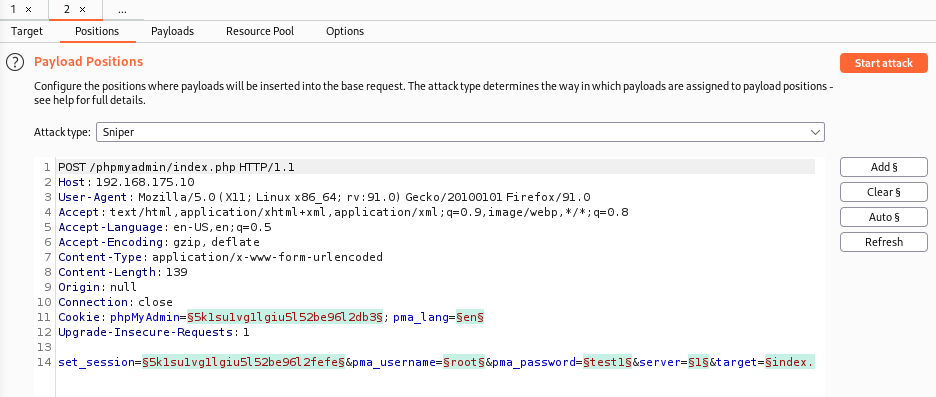 1 × 2 × ...
Target Positions Payloads Resource Pool Options
? Payload Positions Start attack
Configure the positions where payloads will be inserted into the base request. The attack type determines the way in which payloads are assigned to payload positions -
see help for full details.
Attack type: Sniper
1 POST /phpmyadmin/index.php HTTP/1.1 Add §
2 Host: 192.168.175.10
3 User-Agent: Mozilla/5.0 (X11; Linux x86_64; rv:91.0) Gecko/20100101 Firefox/91.0 Clear §
4 Accept: text/html,application/xhtml+xml,application/xml;q=0.9,image/webp,*/*;q=0.8
5 Accept-Language: en-US,en;q=0.5 Auto §
6 Accept-Encoding: gzip, deflate
7 Content-Type: application/x-www-form-urlencoded Refresh
8 Content-Length: 139
9 Origin: null
10 Connection: close
11 Cookie: phpMyAdmin=§5k1su1vg1lgiu5l52be96l2db3§; pma_lang=§en§
12 Upgrade-Insecure-Requests: 1
13
14 set_session=§5k1su1vg1lgiu5l52be96l2fefe§&pma_username=§root§&pma_password=§test1§&server=§1§&target=§index.